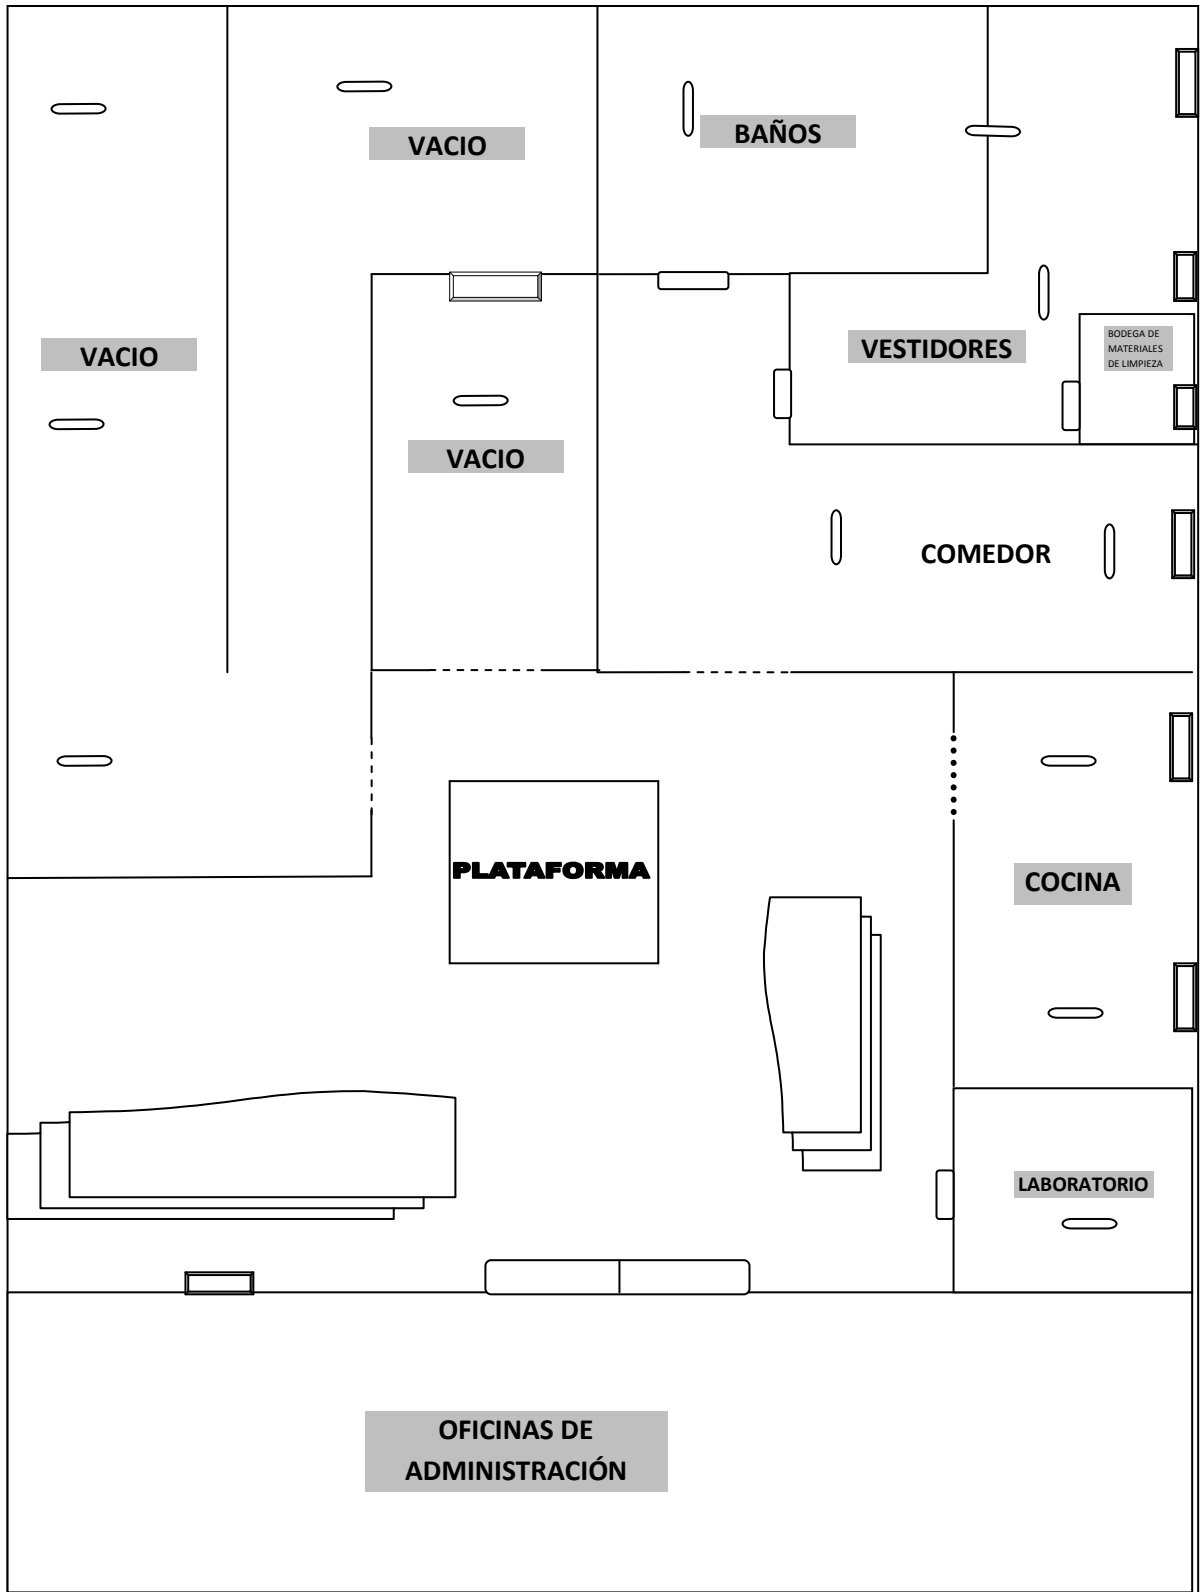 VACIO
BAÑOS
VACIO
VESTIDORES
BODEGA DE
MATERIALES
DE LIMPIEZA
VACIO
COMEDOR
PLATAFORMA
COCINA
LABORATORIO
OFICINAS DE
ADMINISTRACIÓN